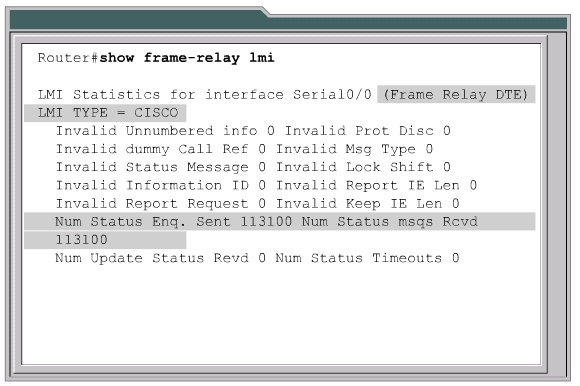 Router#show frame-relay lmi
LMI Statistics for interface Serial0/0 (Frame Relay DTE)
LMI TYPE = CISCO
Invalid Unnumbered info 0 Invalid Prot Disc 0
Invalid dummy Call Ref 0 Invalid Msg Type 0
Invalid Status Message 0 Invalid Lock Shift 0
Invalid Information ID 0 Invalid Report IE Len 0
Invalid Report Request 0 Invalid Keep IE Len 0
Num Status Enq. Sent 113100 Num Status msgs Rcvd
113100
Num Update Status Revd 0 Num Status Timeouts 0